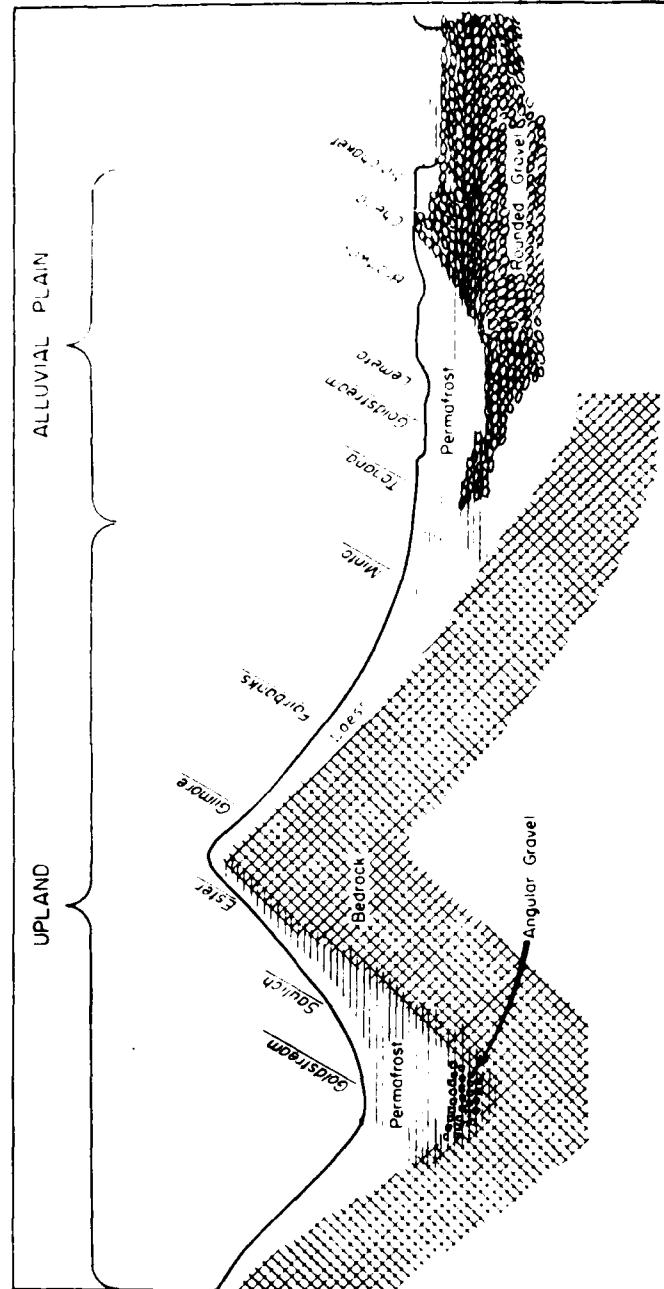 UPLAND
ALLUVIAL PLAIN
Goldstream
Saulich
Ester
Gilmore
Fairbanks
Minto
Tanana
Goldstream
Lemeta
Permafrost
Bedrock
Loess
Permafrost
Rounded Gravel
Angular Gravel